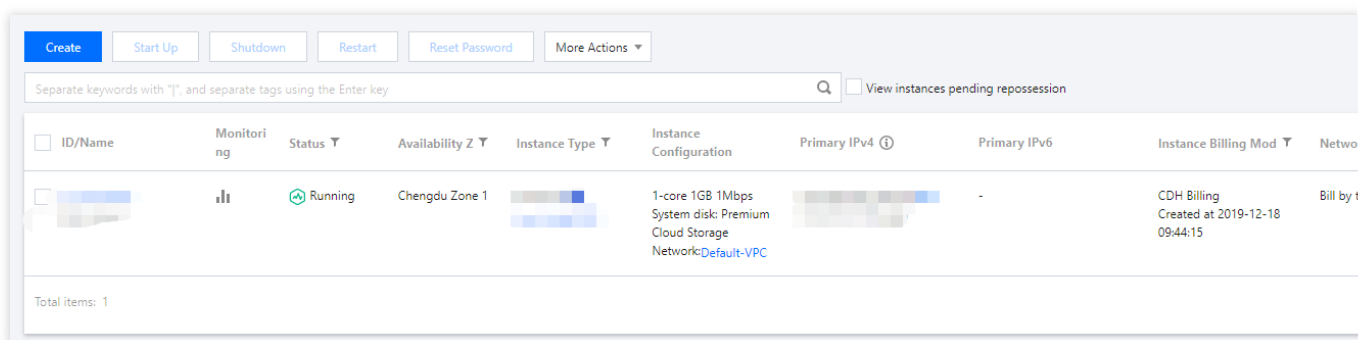 Create Start Up Shutdown Restart Reset Password More Actions
Separate keywords with "|", and separate tags using the Enter key View instances pending repossession
ID/Name Monitori
ng Status Availability Z Instance Type Instance
Configuration Primary IPv4 Primary IPv6 Instance Billing Mod Netwo
Running Chengdu Zone 1 1-core 1GB 1Mbps - CDH Billing Bill by t
System disk: Premium Created at 2019-12-18
Cloud Storage 09:44:15
Network:Default-VPC
Total items: 1